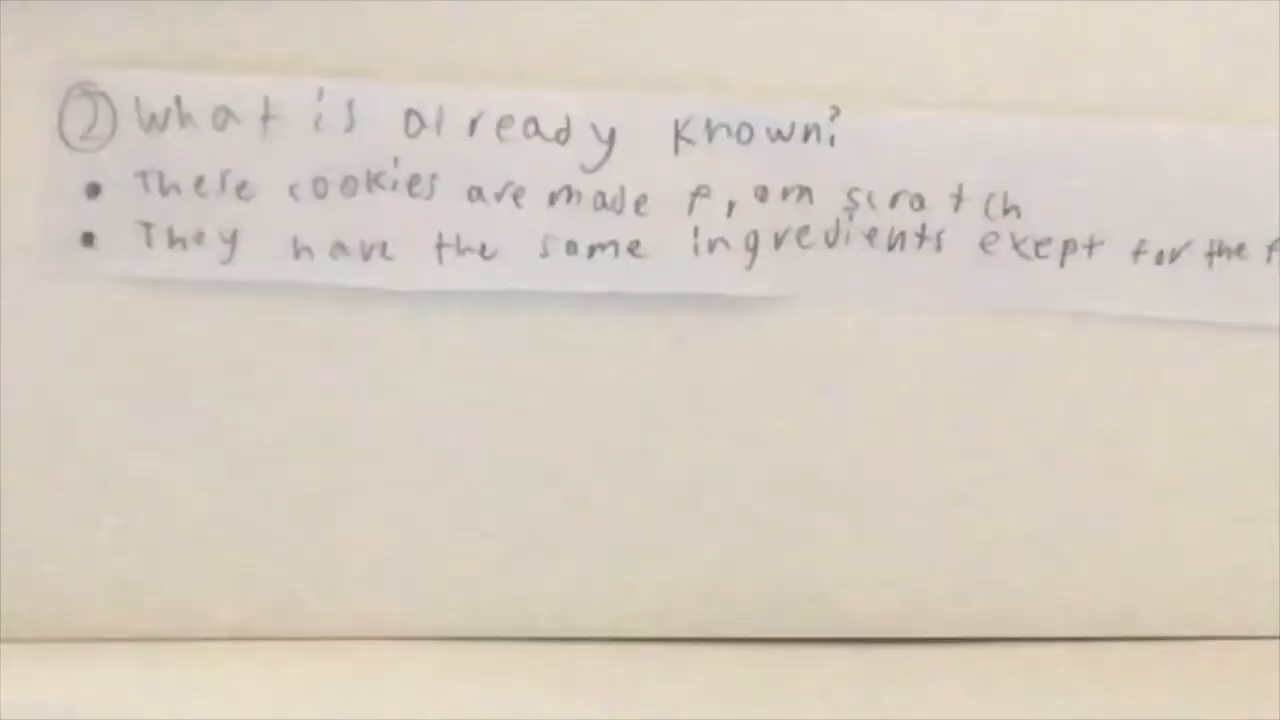 ② What is already known?
• These cookies are made from scratch
• They have the same ingredients exept for the